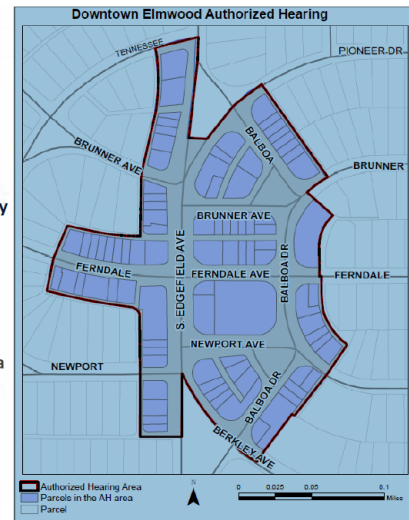 Downtown Elmwood Authorized Hearing
TENNESSEE
PIONEER DR
BALBOA
BRUNNER AVE
BRUNNER
y
BRUNNER AVE
S EDGEFIELD AVE
BALBOA DR
FERNDALE
FERNDALE AVE
FERNDALE
NEWPORT AVE
a
NEWPORT
BALBOA DR
BERKLEY AVE
Authorized Hearing Area
Parcels in the AH area
Parcel
N
0 0.025 0.05 0.1
Miles